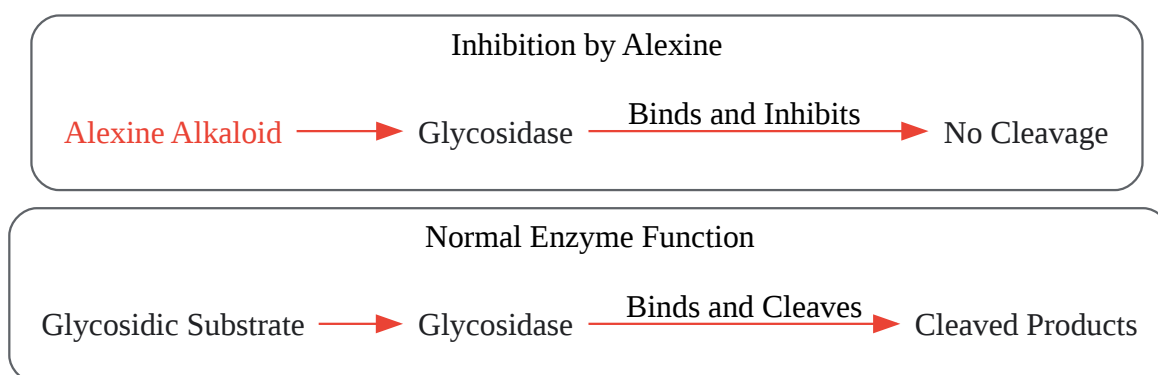 Inhibition by Alexine
Alexine Alkaloid Glycosidase Binds and Inhibits No Cleavage
Normal Enzyme Function
Glycosidic Substrate Glycosidase Binds and Cleaves Cleaved Products